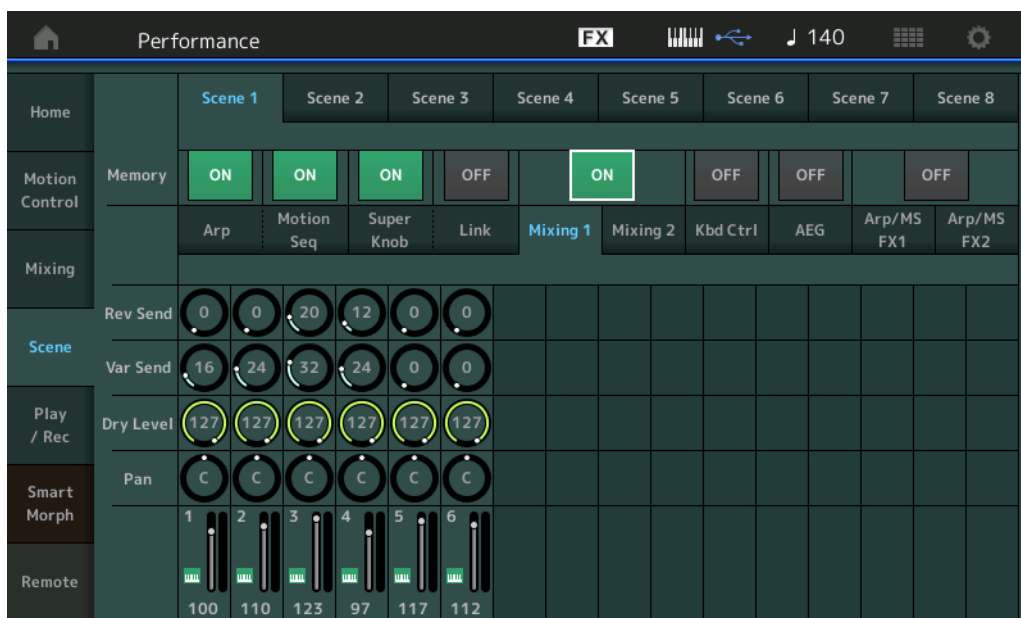 Performance FX 140
Scene 1 Scene 2 Scene 3 Scene 4 Scene 5 Scene 6 Scene 7 Scene 8
Home
Motion
Control
Mixing
Scene
Play
/ Rec
Smart
Morph
Remote
Memory ON ON ON OFF ON OFF OFF OFF
Arp Motion Seq Super Knob Link Mixing 1 Mixing 2 Kbd Ctrl AEG Arp/MS FX1 Arp/MS FX2
Rev Send 0 0 20 12 0 0
Var Send 16 24 32 24 0 0
Dry Level 127 127 127 127 127 127
Pan C C C C C C
1 2 3 4 5 6
100 110 123 97 117 112